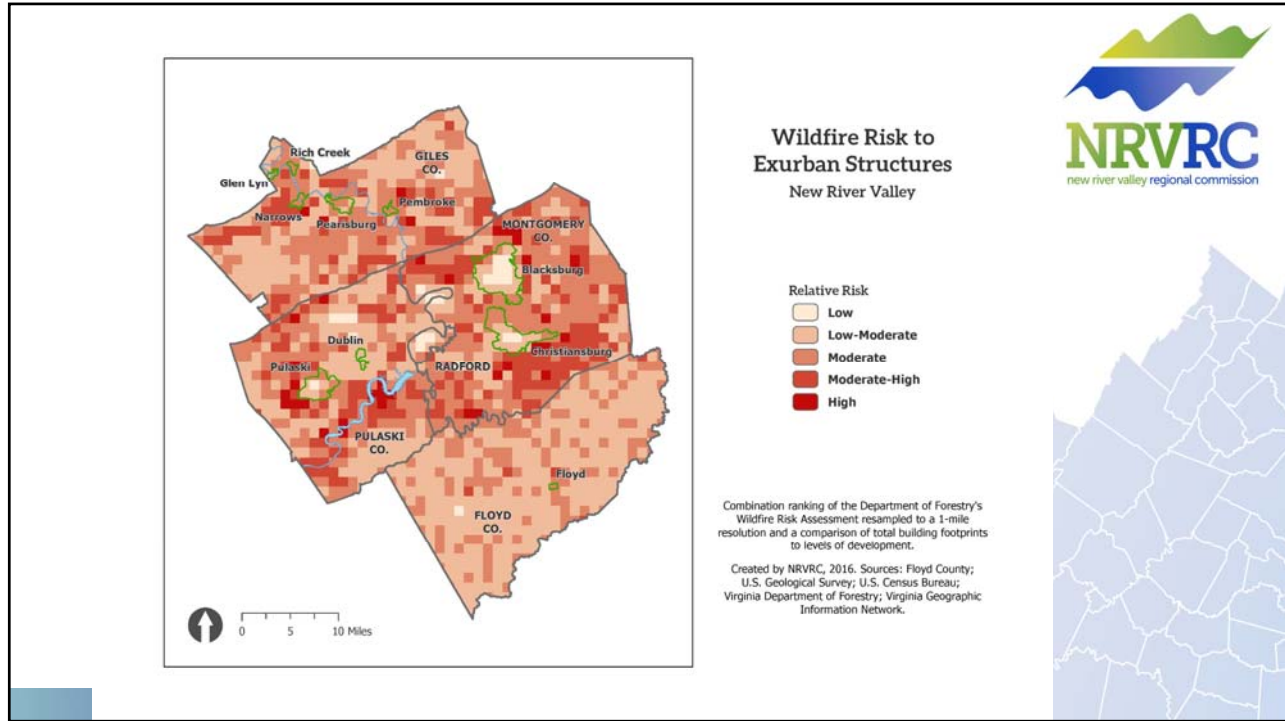 Rich Creek
GILES
CO.
Glen Lyn
Pembroke
Narrows
Pearisburg
MONTGOMERY
CO.
Blacksburg
Dublin
Christiansburg
Pulaski
RADFORD
PULASKI
CO.
Floyd
FLOYD
CO.
0 5 10 Miles
Wildfire Risk to
Exurban Structures
New River Valley
Relative Risk
Low
Low-Moderate
Moderate
Moderate-High
High
Combination ranking of the Department of Forestry's
Wildfire Risk Assessment resampled to a 1-mile
resolution and a comparison of total building footprints
to levels of development.
Created by NRVRC, 2016. Sources: Floyd County;
U.S. Geological Survey; U.S. Census Bureau;
Virginia Department of Forestry; Virginia Geographic
Information Network.
NRVRC
new river valley regional commission